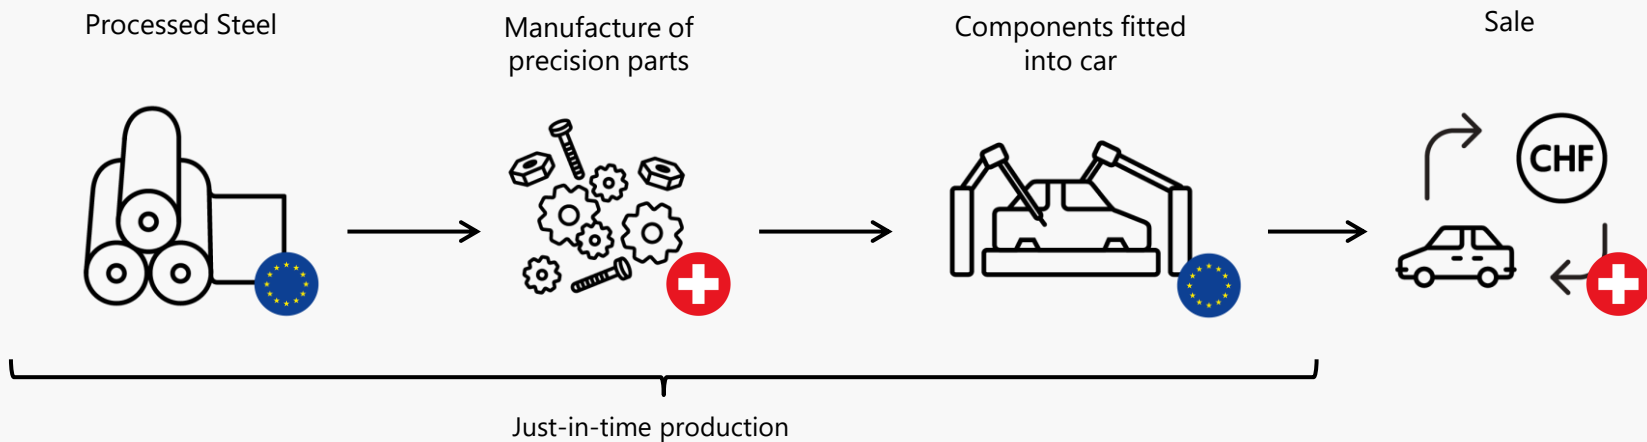 Processed Steel
Manufacture of
precision parts
Components fitted
into car
Sale
CHF
Just-in-time production